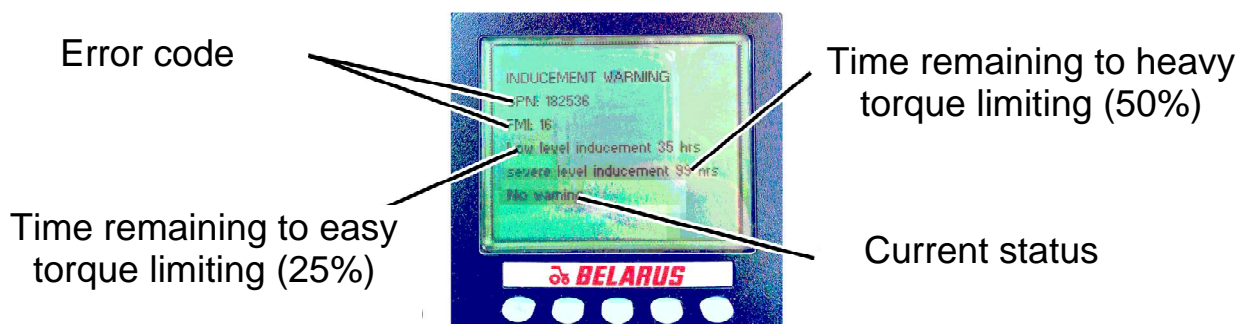 Error code
INDUCEMENT WARNING
SPN: 182536
FMI: 16
Low level inducement 35 hrs
severe level inducement 99 hrs
No warning
Time remaining to heavy
torque limiting (50%)
Time remaining to easy
torque limiting (25%)
Current status
BELARUS